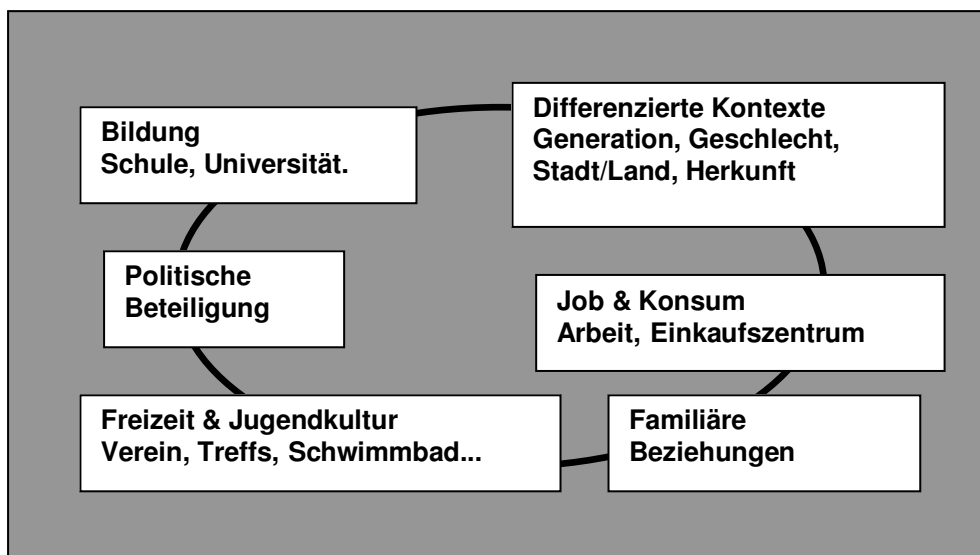 Bildung
Schule, Universität.
Differenzierte Kontexte
Generation, Geschlecht,
Stadt/Land, Herkunft
Politische
Beteiligung
Job & Konsum
Arbeit, Einkaufszentrum
Freizeit & Jugendkultur
Verein, Treffs, Schwimmbad...
Familiäre
Beziehungen